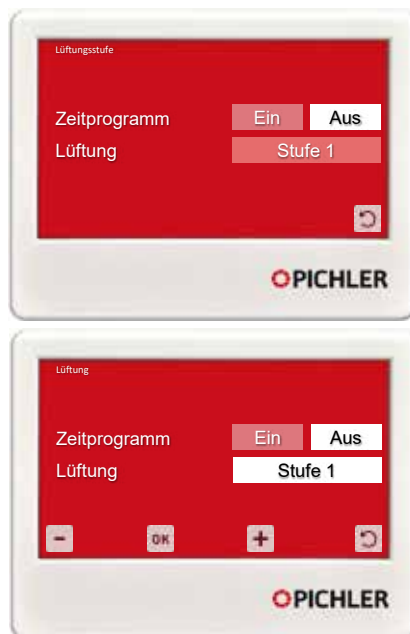 Lüftungsstufe
Zeitprogramm Ein Aus
Lüftung Stufe 1
PICHLER
Lüftung
Zeitprogramm Ein Aus
Lüftung Stufe 1
- OK +
PICHLER